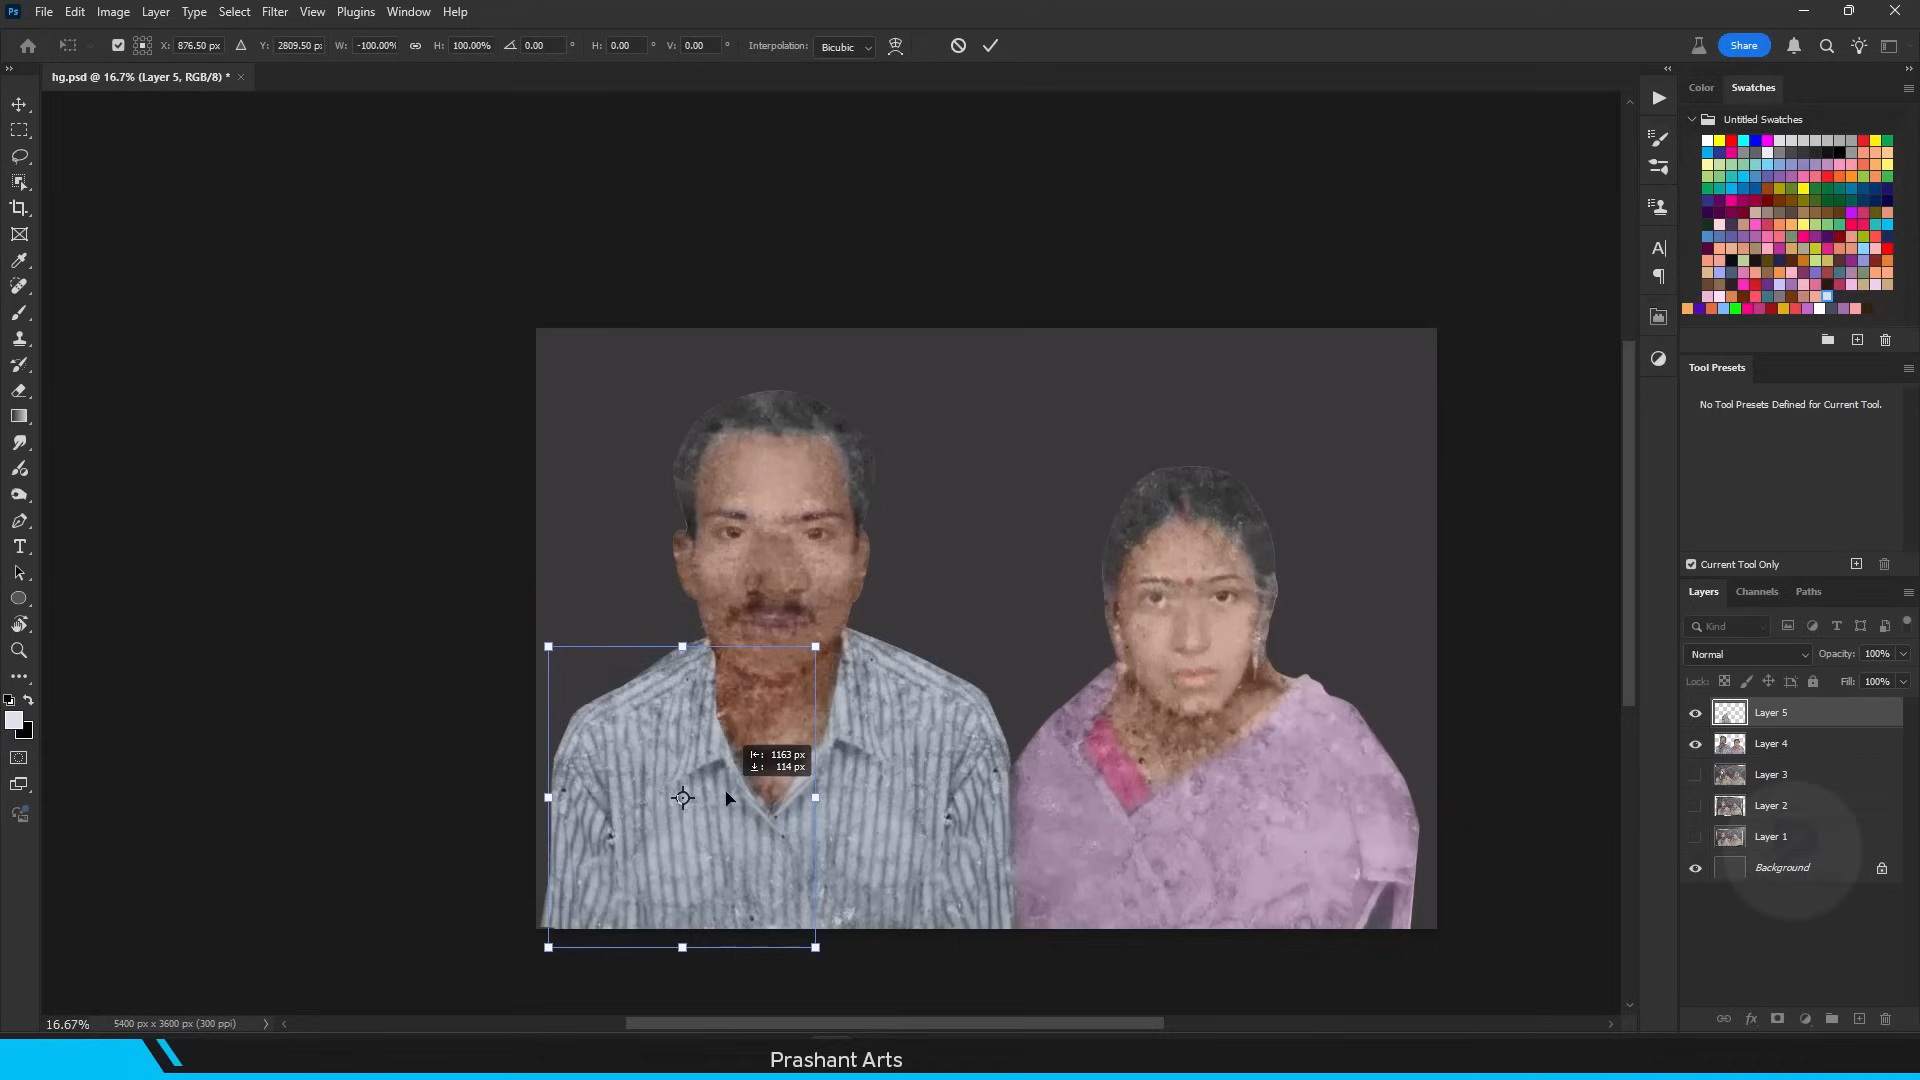 Ps File Edit Image Layer Type Select Filter View Plugins Window Help
X: 876.50 px Y: 2809.50 px W: -100.00% H: 100.00% 0.00 ° H: 0.00 ° V: 0.00 ° Interpolation: Bicubic Share
hg.psd @ 16.7% (Layer 5, RGB/8) * ×
Color Swatches
Untitled Swatches
Tool Presets
No Tool Presets Defined for Current Tool.
Current Tool Only
Layers Channels Paths
Kind
Normal Opacity: 100%
Lock: Fill: 100%
Layer 5
Layer 4
Layer 3
Layer 2
Layer 1
Background
1163 px
114 px
16.67% 5400 px x 3600 px (300 ppi)
Prashant Arts